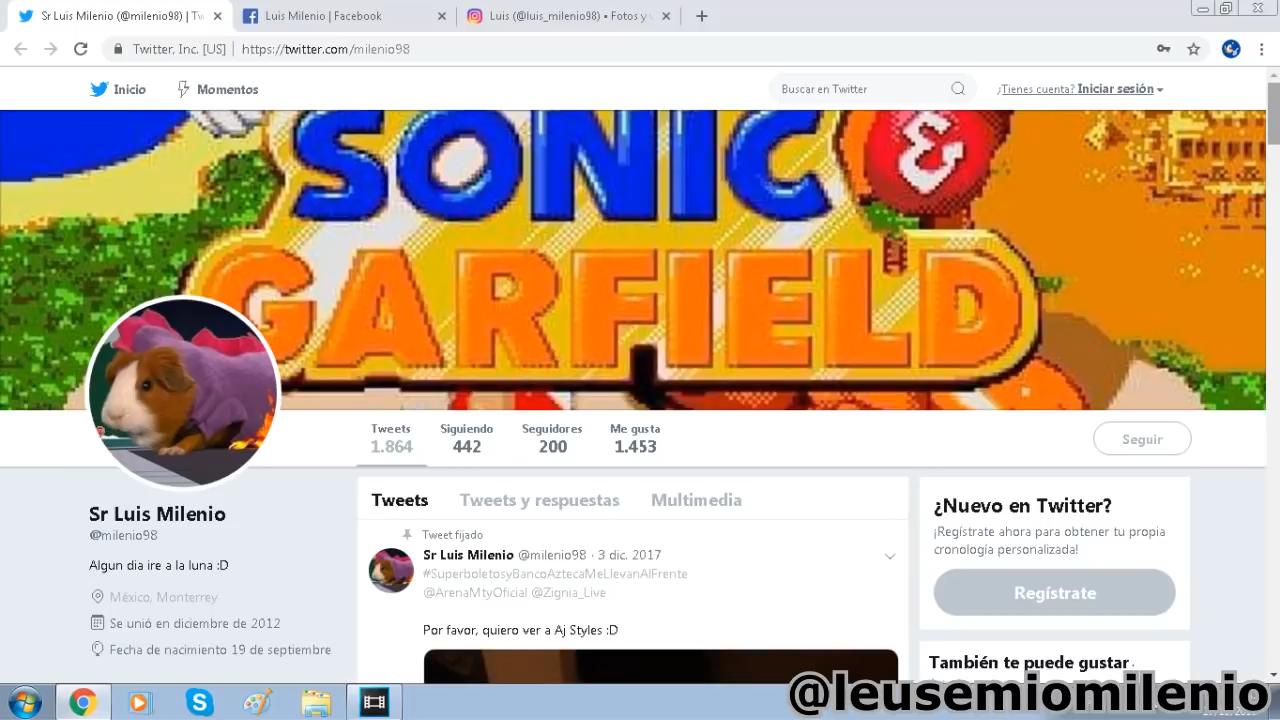 Sr Luis Milenio (@milenio98) | Tw
Luis Milenio | Facebook
Luis (@luis_milenio98) • Fotos y v
Twitter, Inc. [US]
https://twitter.com/milenio98
Inicio
Momentos
Buscar en Twitter
¿Tienes cuenta? Iniciar sesión
SONIC &
GARFIELD
Tweets
1.864
Siguiendo
442
Seguidores
200
Me gusta
1.453
Seguir
Sr Luis Milenio
@milenio98
Algun dia ire a la luna :D
México, Monterrey
Se unió en diciembre de 2012
Fecha de nacimiento 19 de septiembre
Tweets
Tweets y respuestas
Multimedia
Tweet fijado
Sr Luis Milenio @milenio98 · 3 dic. 2017
#SuperboletosyBancoAztecaMeLlevanAlFrente
@ArenaMtyOficial @Zignia_Live
Por favor, quiero ver a Aj Styles :D
¿Nuevo en Twitter?
¡Regístrate ahora para obtener tu propia
cronología personalizada!
Regístrate
También te puede gustar
@leusemiomilenio